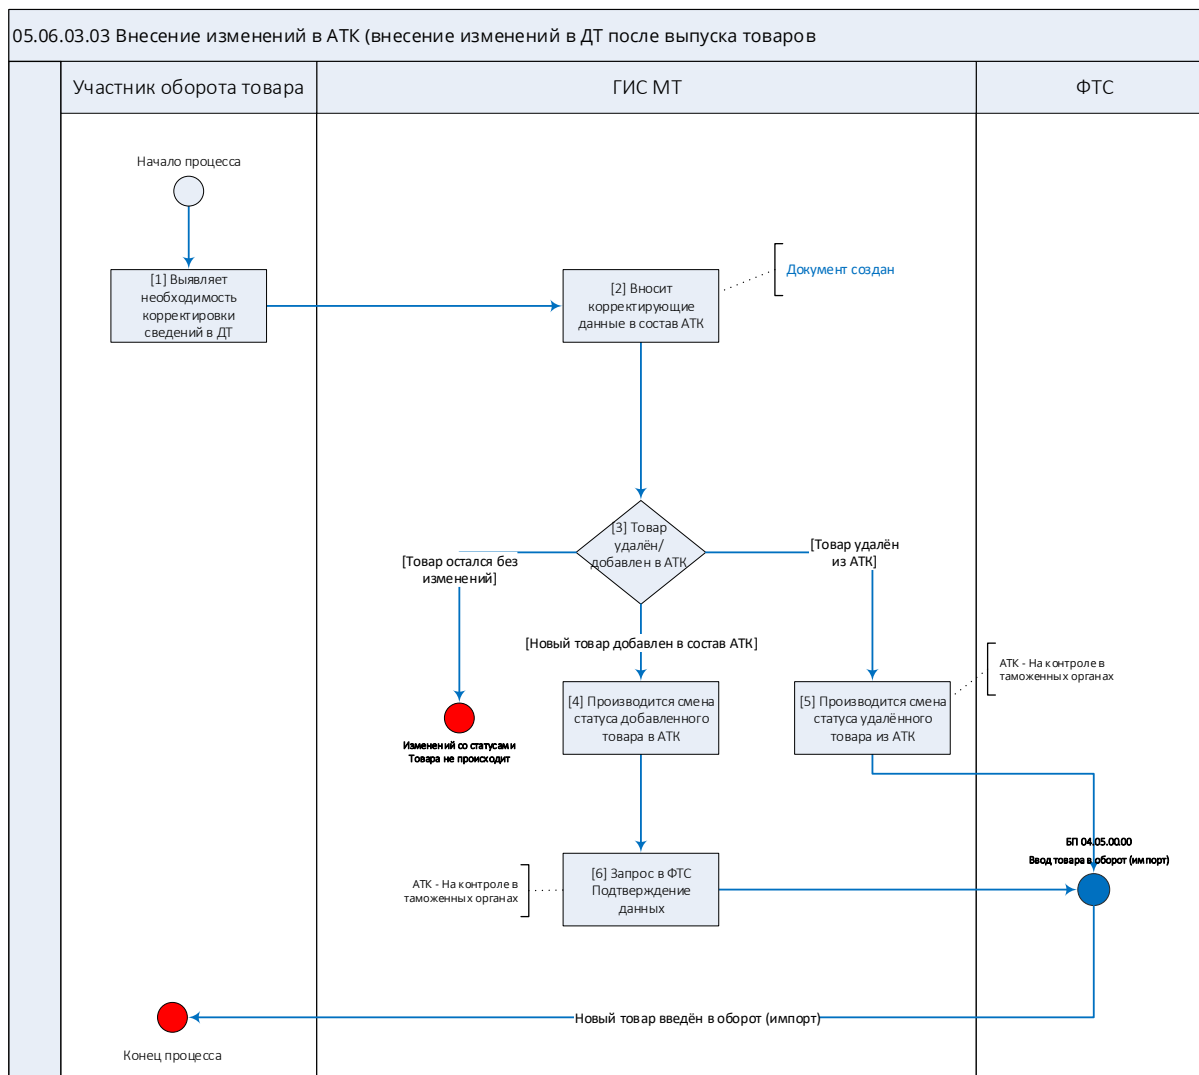 05.06.03.03 Внесение изменений в АТК (внесение изменений в ДТ после выпуска товаров
Участник оборота товара
ГИС МТ
ФТС
Начало процесса
[1] Выявляет
необходимость
корректировки
сведений в ДТ
[2] Вносит
корректирующие
данные в состав АТК
Документ создан
[3] Товар
удалён/
добавлен в АТК
[Товар остался без
изменений]
[Товар удалён
из АТК]
[Новый товар добавлен в состав АТК]
АТК - На контроле в
таможенных органах
[4] Производится смена
статуса добавленного
товара в АТК
[5] Производится смена
статуса удалённого
товара из АТК
Изменений со статусами
Товара не происходит
БП 04.05.00.00
Ввод товара в оборот (импорт)
АТК - На контроле в
таможенных органах
[6] Запрос в ФТС
Подтверждение
данных
Новый товар введён в оборот (импорт)
Конец процесса